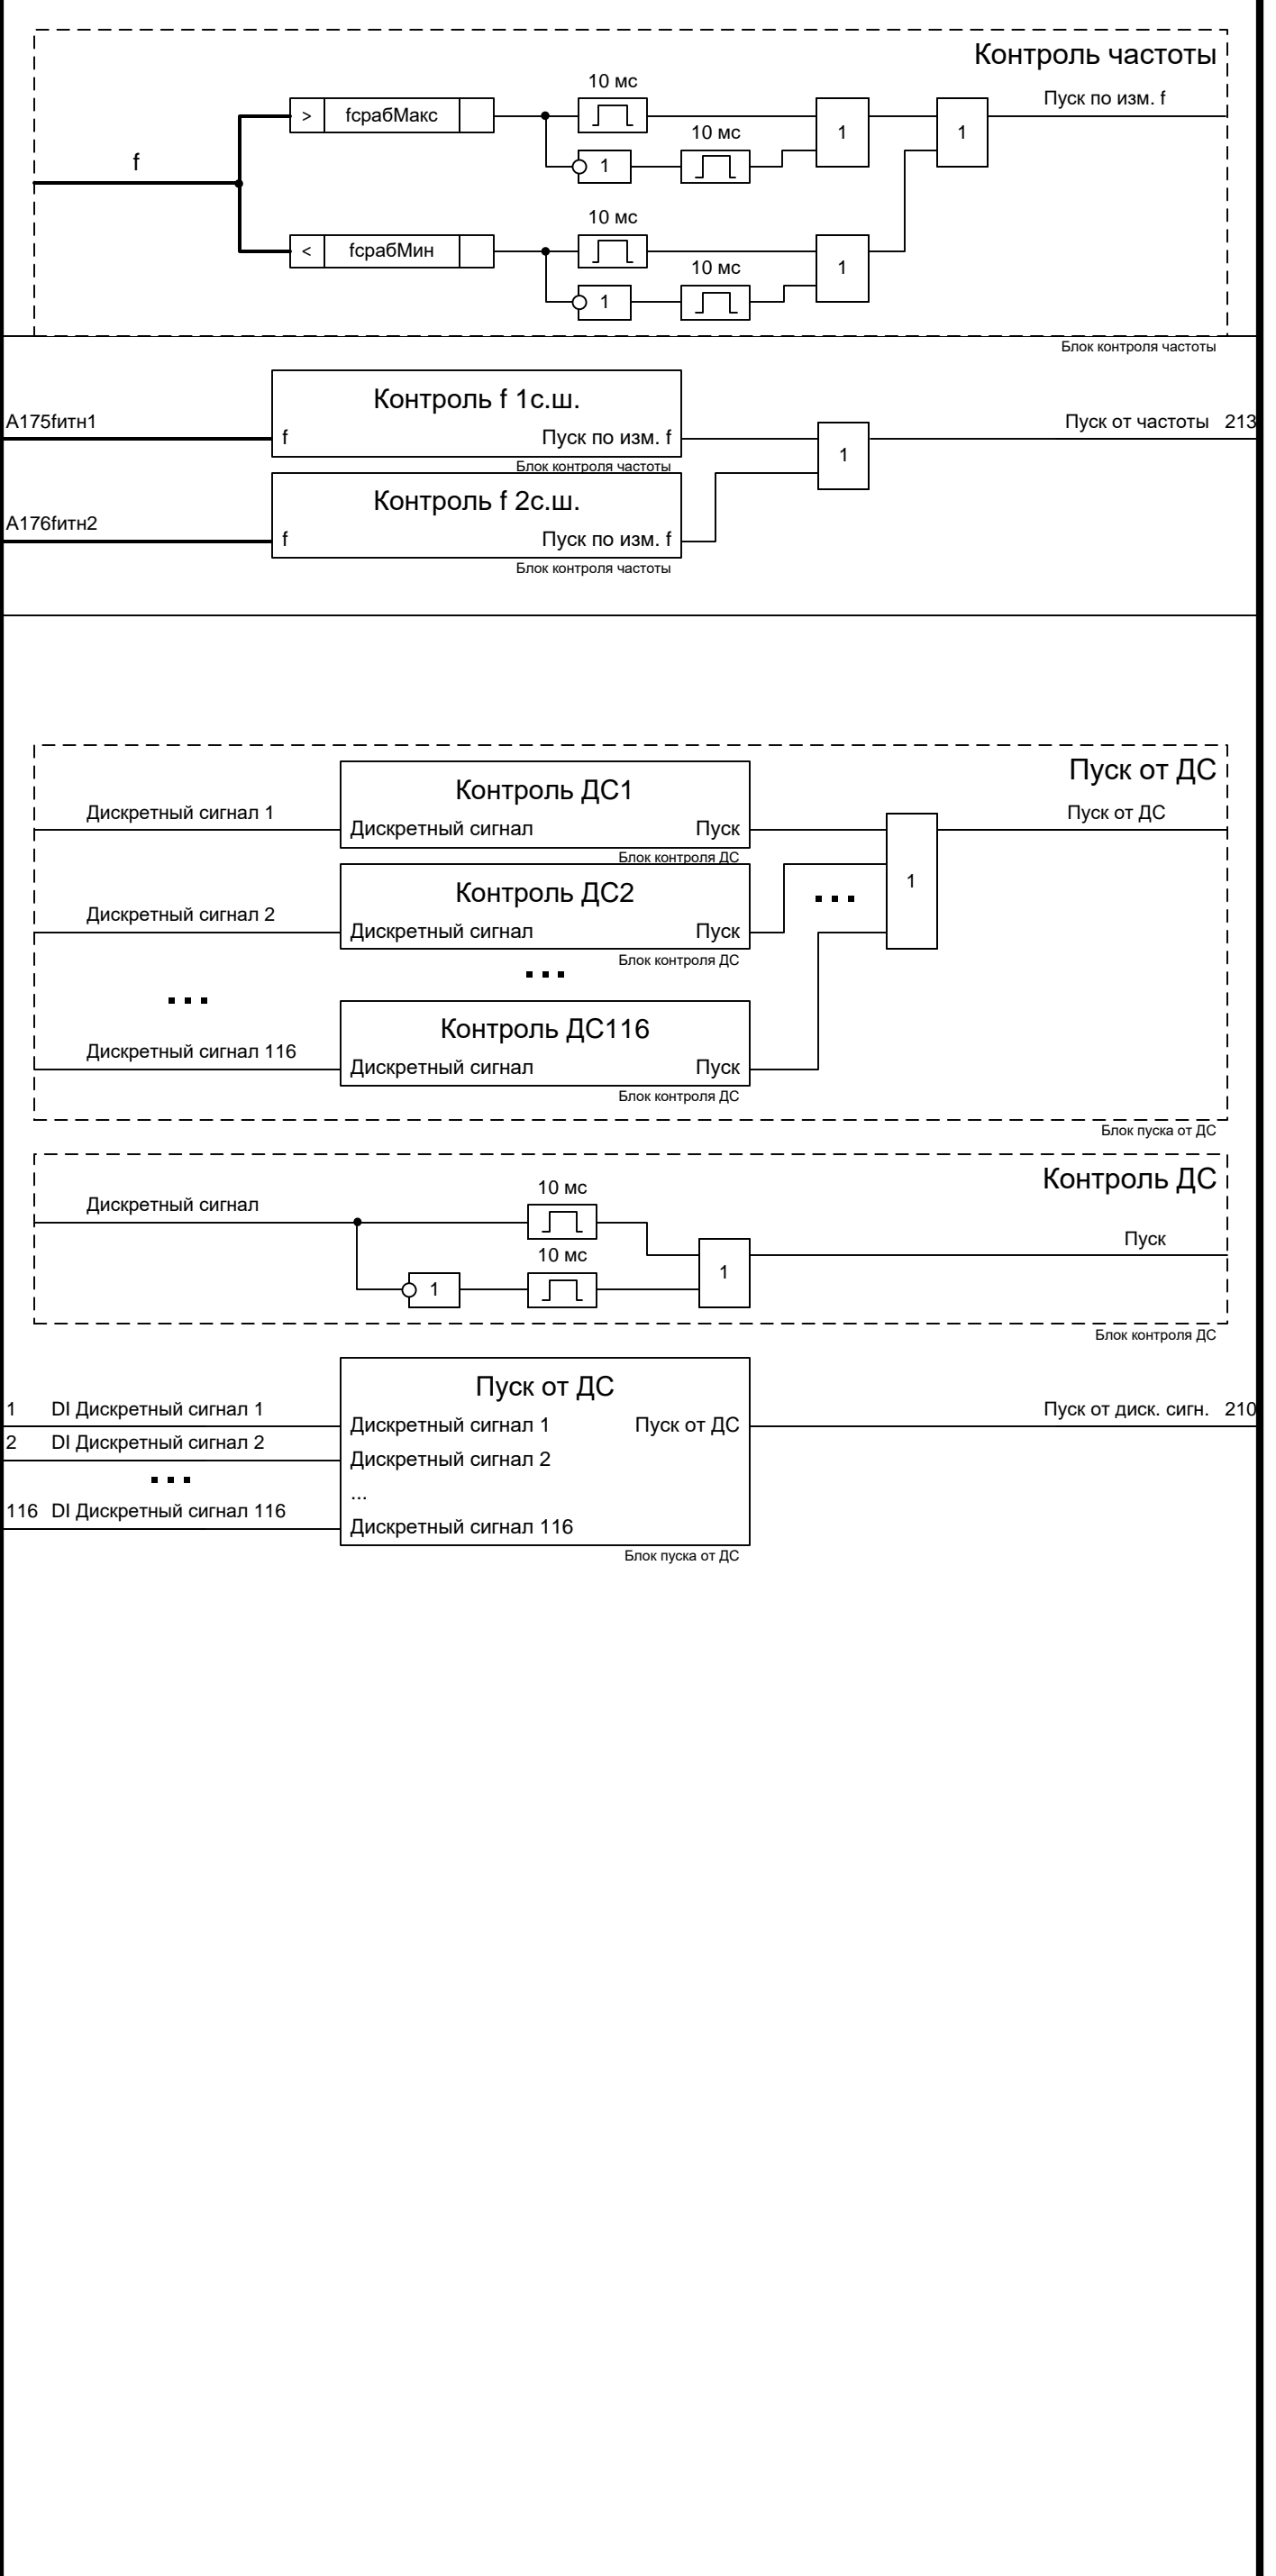 Контроль частоты
10 мс
> fсрабМакс
1
1
Пуск по изм. f
10 мс
1
f
10 мс
< fсрабМин
1
10 мс
1
Блок контроля частоты
Контроль f 1с.ш.
A175fитн1
f Пуск по изм. f
Пуск от частоты 213
1
Блок контроля частоты
Контроль f 2с.ш.
A176fитн2
f Пуск по изм. f
Блок контроля частоты
Пуск от ДС
Контроль ДС1
Дискретный сигнал 1
Дискретный сигнал Пуск
Пуск от ДС
Блок контроля ДС
1
Контроль ДС2
...
Дискретный сигнал 2
Дискретный сигнал Пуск
Блок контроля ДС
...
...
Контроль ДС116
Дискретный сигнал 116
Дискретный сигнал Пуск
Блок контроля ДС
Блок пуска от ДС
Контроль ДС
10 мс
Дискретный сигнал
Пуск
10 мс
1
1
Блок контроля ДС
Пуск от ДС
1 DI Дискретный сигнал 1
Дискретный сигнал 1 Пуск от ДС
Пуск от диск. сигн. 210
2 DI Дискретный сигнал 2
Дискретный сигнал 2
...
...
116 DI Дискретный сигнал 116
Дискретный сигнал 116
Блок пуска от ДС